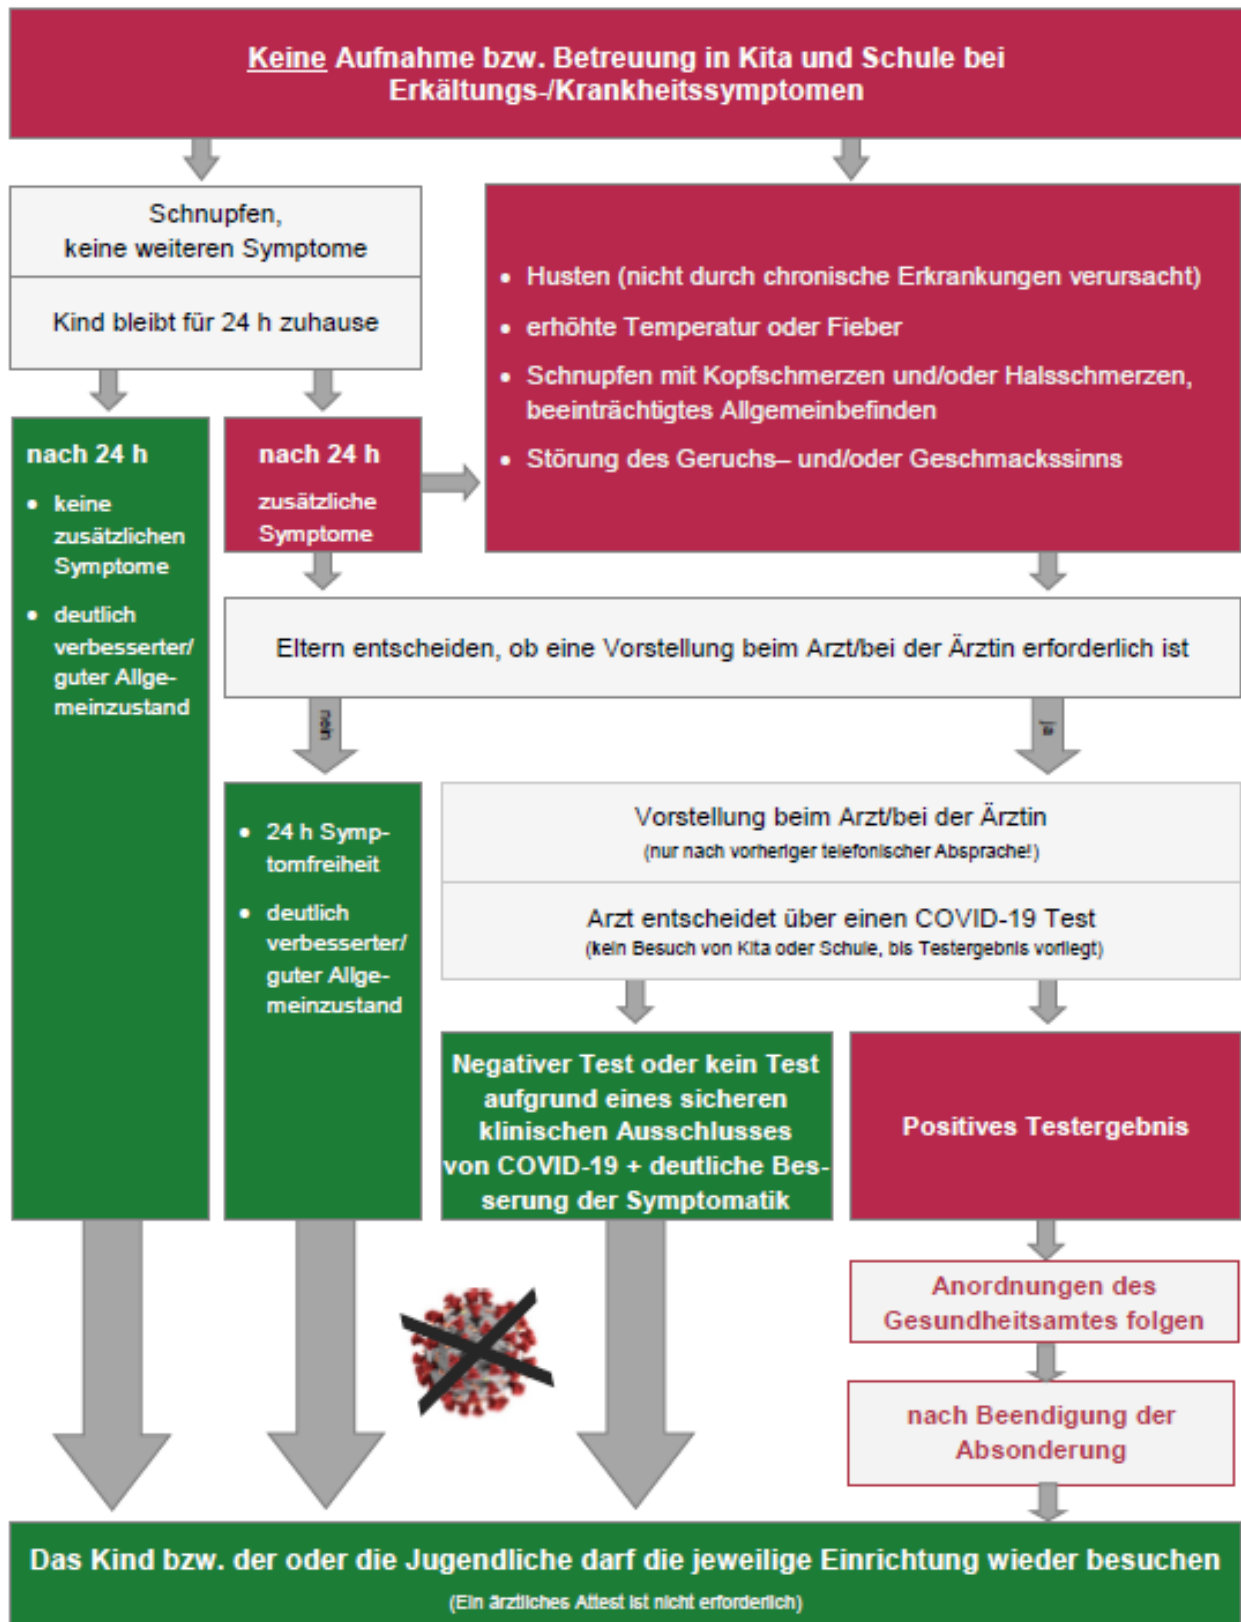 Keine Aufnahme bzw. Betreuung in Kita und Schule bei
Erkältungs-/Krankheitssymptomen
Schnupfen,
keine weiteren Symptome
Kind bleibt für 24 h zuhause
• Husten (nicht durch chronische Erkrankungen verursacht)
• erhöhte Temperatur oder Fieber
• Schnupfen mit Kopfschmerzen und/oder Halsschmerzen,
beeinträchtigtes Allgemeinbefinden
• Störung des Geruchs– und/oder Geschmackssinns
nach 24 h
• keine
zusätzlichen
Symptome
• deutlich
verbesserter/
guter Allge-
meinzustand
nach 24 h
zusätzliche
Symptome
Eltern entscheiden, ob eine Vorstellung beim Arzt/bei der Ärztin erforderlich ist
nein
ja
• 24 h Symp-
tomfreiheit
• deutlich
verbesserter/
guter Allge-
meinzustand
Vorstellung beim Arzt/bei der Ärztin
(nur nach vorheriger telefonischer Absprache!)
Arzt entscheidet über einen COVID-19 Test
(kein Besuch von Kita oder Schule, bis Testergebnis vorliegt)
Negativer Test oder kein Test
aufgrund eines sicheren
klinischen Ausschlusses
von COVID-19 + deutliche Bes-
serung der Symptomatik
Positives Testergebnis
Anordnungen des
Gesundheitsamtes folgen
nach Beendigung der
Absonderung
Das Kind bzw. der oder die Jugendliche darf die jeweilige Einrichtung wieder besuchen
(Ein ärztliches Attest ist nicht erforderlich)